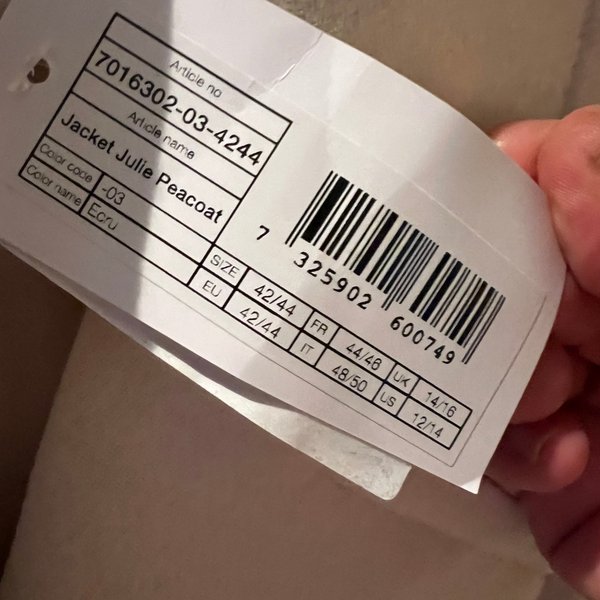 Article no
7016302-03-4244
Article name
Jacket Julie Peacoat
Color code -03
Color name Ecru
7 325902 600749
SIZE 42/44 FR 44/46 UK 14/16
EU 42/44 IT 48/50 US 12/14